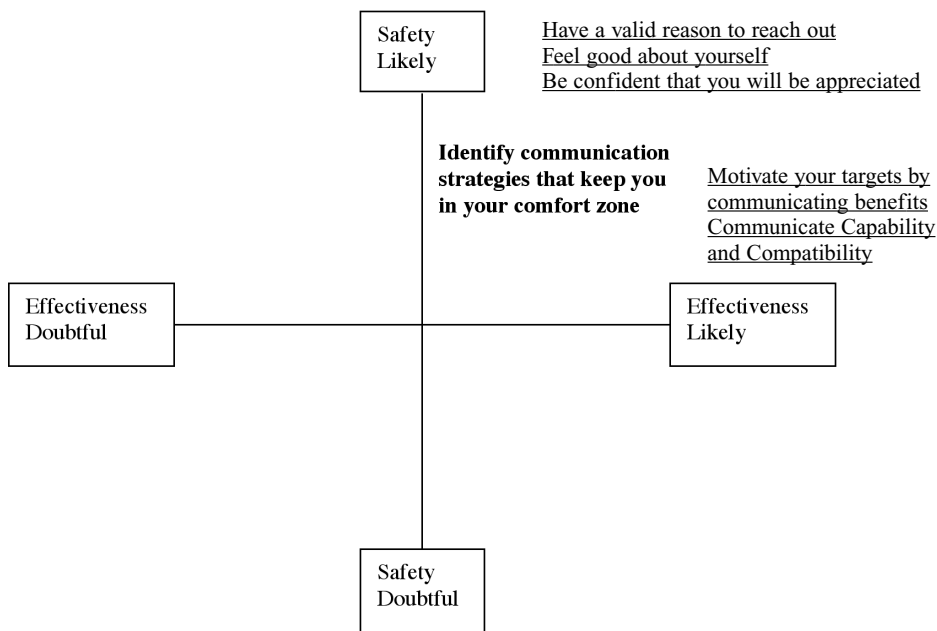 Safety
Likely
Have a valid reason to reach out
Feel good about yourself
Be confident that you will be appreciated
Identify communication
strategies that keep you
in your comfort zone
Motivate your targets by
communicating benefits
Communicate Capability
and Compatibility
Effectiveness
Doubtful
Effectiveness
Likely
Safety
Doubtful